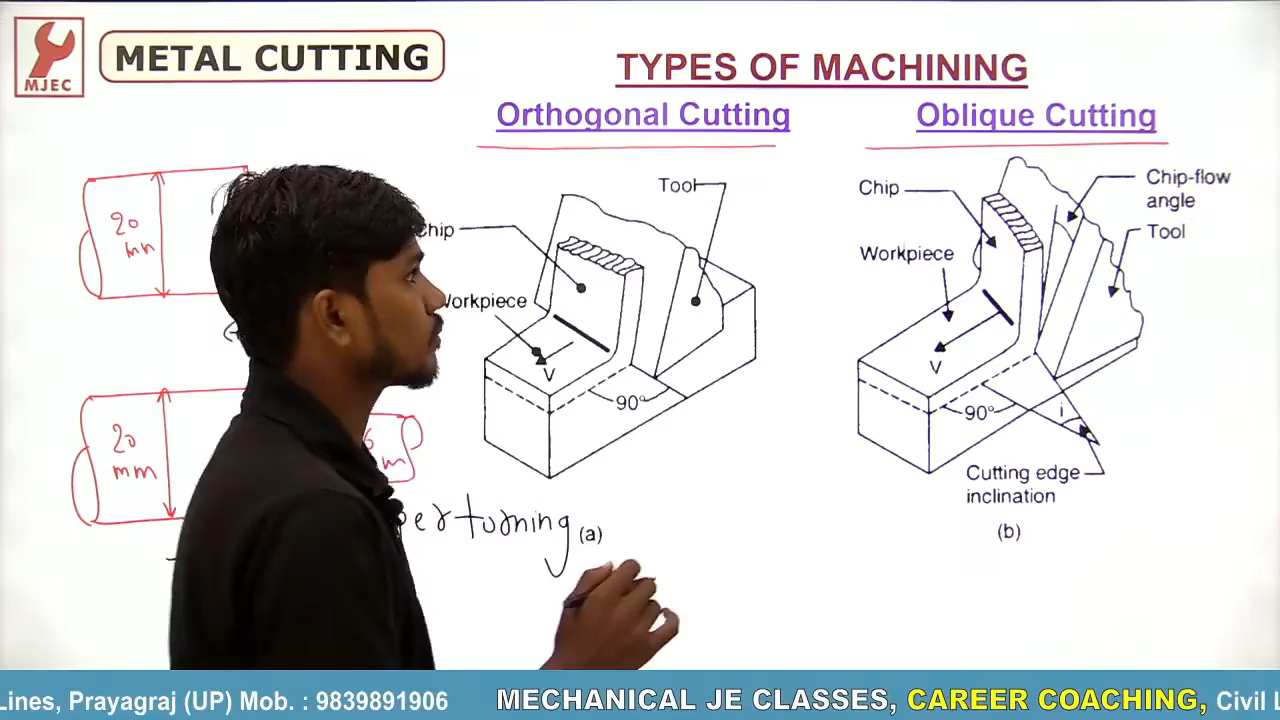 MJEC
METAL CUTTING
TYPES OF MACHINING
Orthogonal Cutting
Oblique Cutting
20
mm
20
mm
Tool
Chip
Workpiece
V
90°
(a)
Chip
Chip-flow
angle
Tool
Workpiece
V
90°
i
Cutting edge
inclination
(b)
turning
Lines, Prayagraj (UP) Mob. : 9839891906 MECHANICAL JE CLASSES, CAREER COACHING, Civil